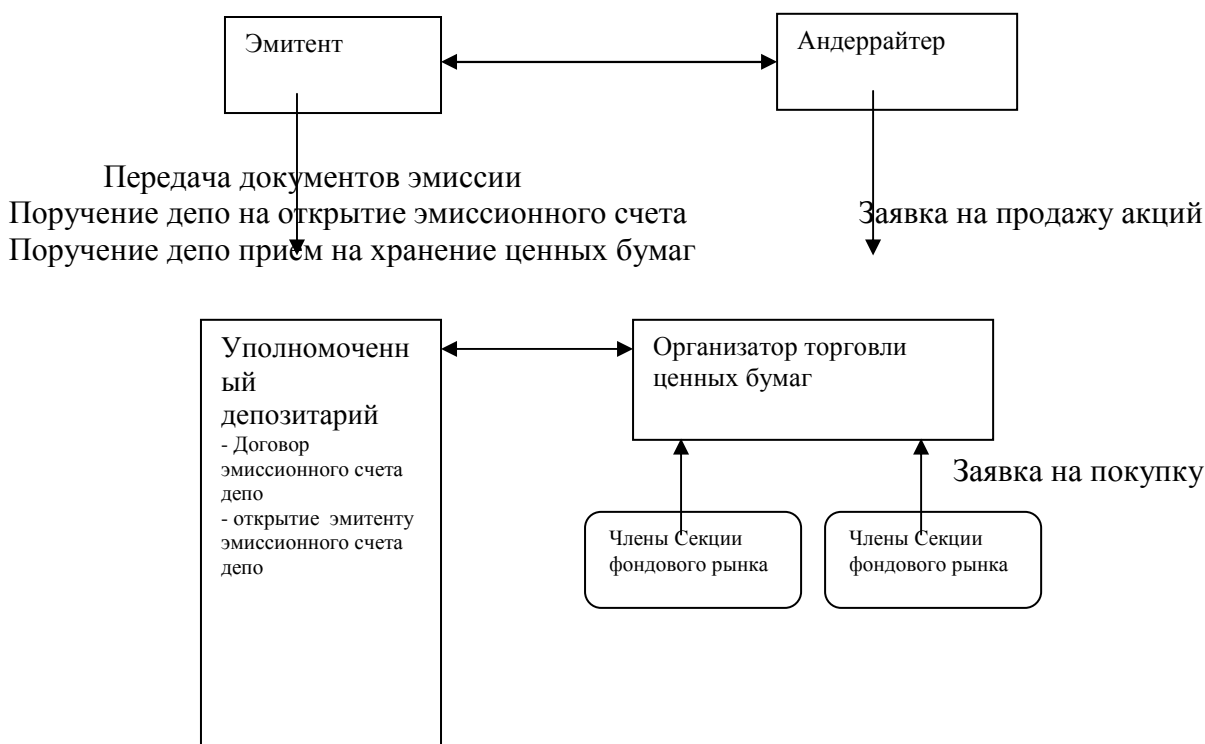 Эмитент
Андеррайтер
Передача документов эмиссии
Поручение депо на открытие эмиссионного счета
Поручение депо прием на хранение ценных бумаг
Заявка на продажу акций
Уполномоченн
ый
депозитарий
- Договор
эмиссионного счета
депо
- открытие эмитенту
эмиссионного счета
депо
Организатор торговли
ценных бумаг
Заявка на покупку
Члены Секции
фондового рынка
Члены Секции
фондового рынка